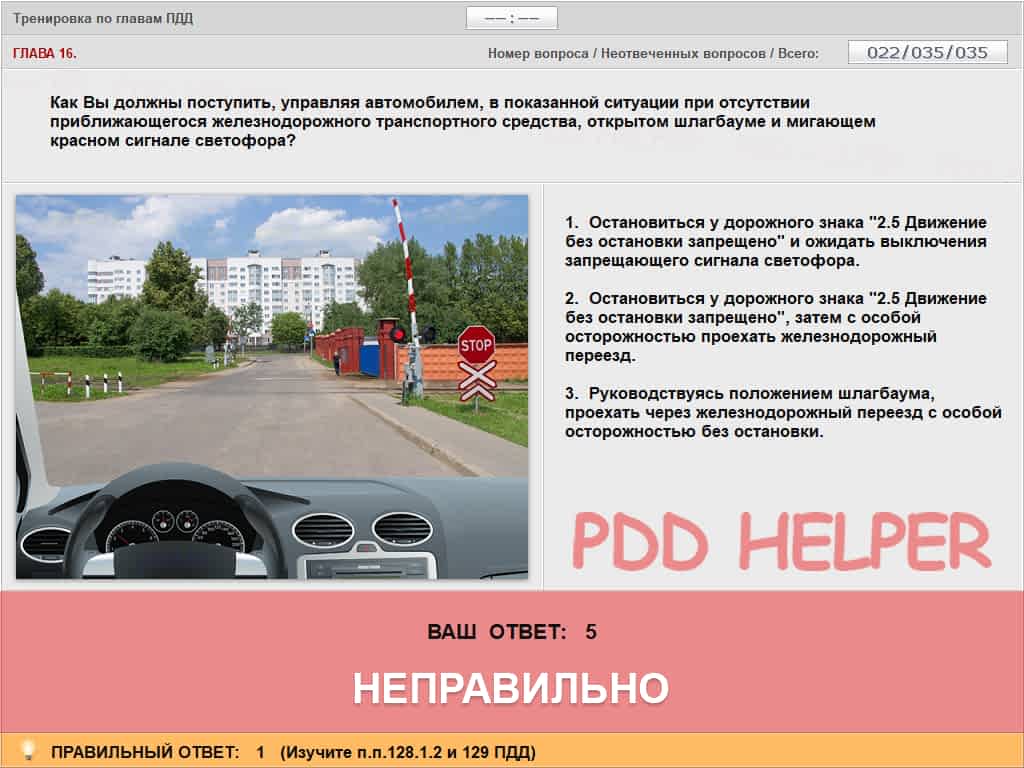 Тренировка по главам ПДД
–– : ––
ГЛАВА 16.
Номер вопроса / Неотвеченных вопросов / Всего:
022/035/035
Как Вы должны поступить, управляя автомобилем, в показанной ситуации при отсутствии
приближающегося железнодорожного транспортного средства, открытом шлагбауме и мигающем
красном сигнале светофора?
STOP
1. Остановиться у дорожного знака "2.5 Движение
без остановки запрещено" и ожидать выключения
запрещающего сигнала светофора.
2. Остановиться у дорожного знака "2.5 Движение
без остановки запрещено", затем с особой
осторожностью проехать железнодорожный
переезд.
3. Руководствуясь положением шлагбаума,
проехать через железнодорожный переезд с особой
осторожностью без остановки.
PDD HELPER
ВАШ ОТВЕТ: 5
НЕПРАВИЛЬНО
ПРАВИЛЬНЫЙ ОТВЕТ: 1 (Изучите п.п.128.1.2 и 129 ПДД)